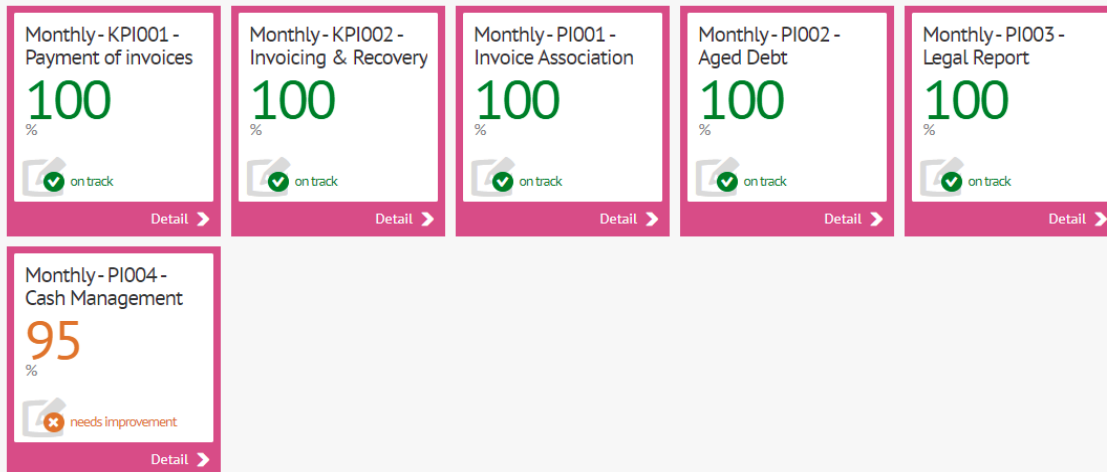 Monthly - KPI001 -
Payment of invoices
100
%
on track
Detail
Monthly - KPI002 -
Invoicing & Recovery
100
%
on track
Detail
Monthly - PI001 -
Invoice Association
100
%
on track
Detail
Monthly - PI002 -
Aged Debt
100
%
on track
Detail
Monthly - PI003 -
Legal Report
100
%
on track
Detail
Monthly - PI004 -
Cash Management
95
%
needs improvement
Detail